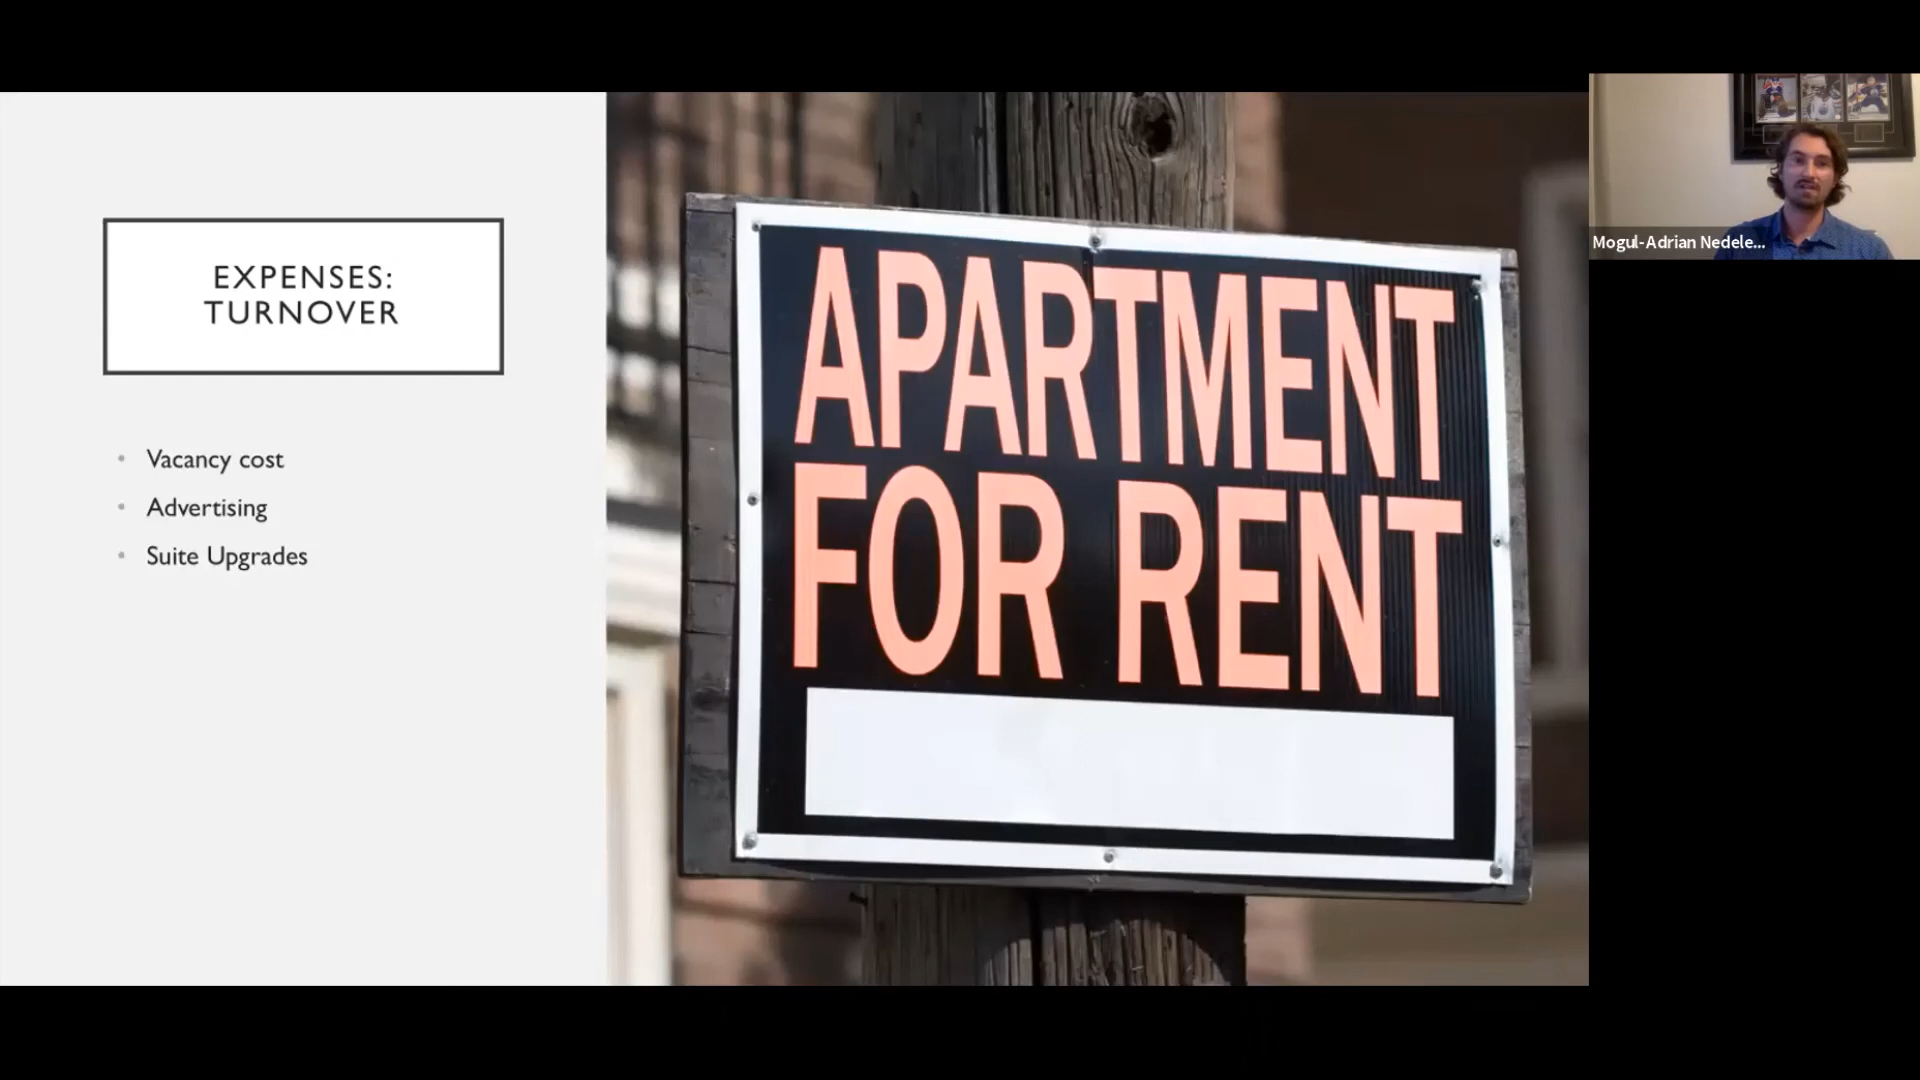 EXPENSES:
TURNOVER
Vacancy cost
Advertising
Suite Upgrades
APARTMENT
FOR RENT
Mogul-Adrian Nedele...